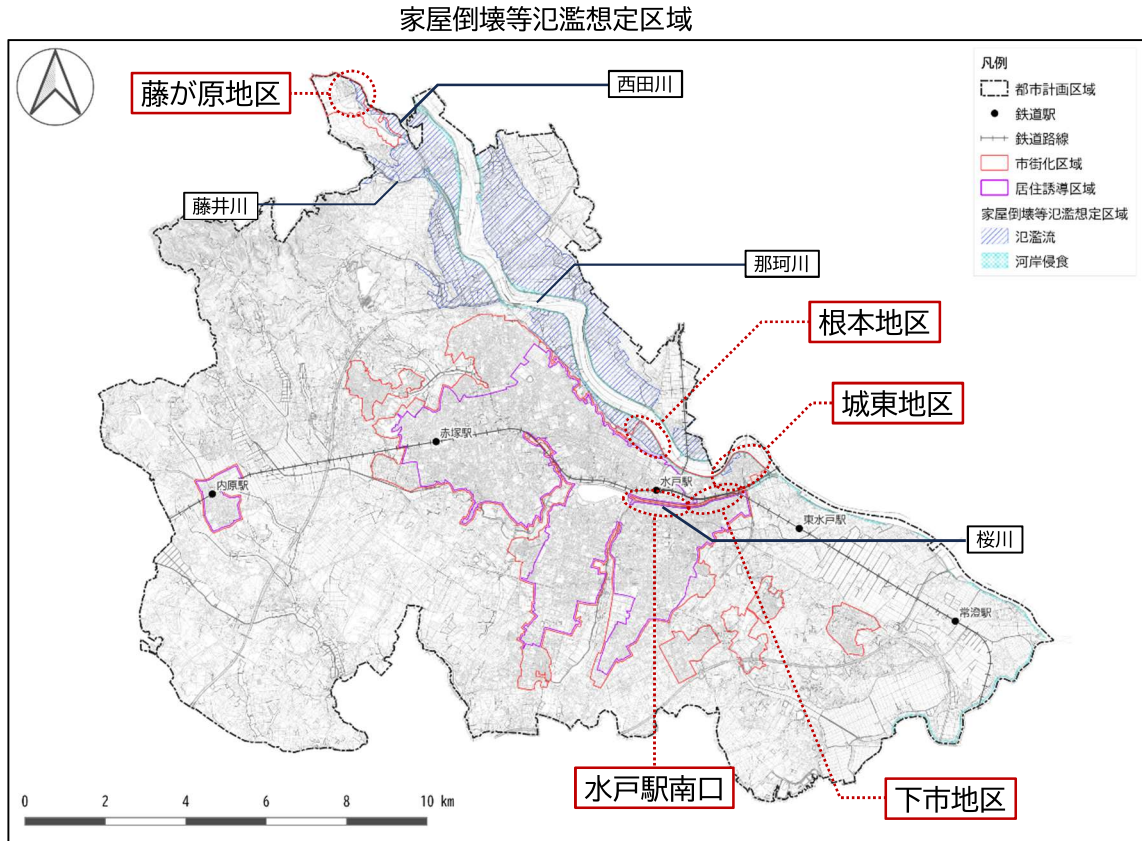 家屋倒壊等氾濫想定区域
凡例
都市計画区域
鉄道駅
鉄道路線
市街化区域
居住誘導区域
家屋倒壊等氾濫想定区域
氾濫流
河岸侵食
藤が原地区
西田川
藤井川
那珂川
根本地区
城東地区
赤塚駅
内原駅
水戸駅
東水戸駅
桜川
常澄駅
水戸駅南口
下市地区
0 2 4 6 8 10 km